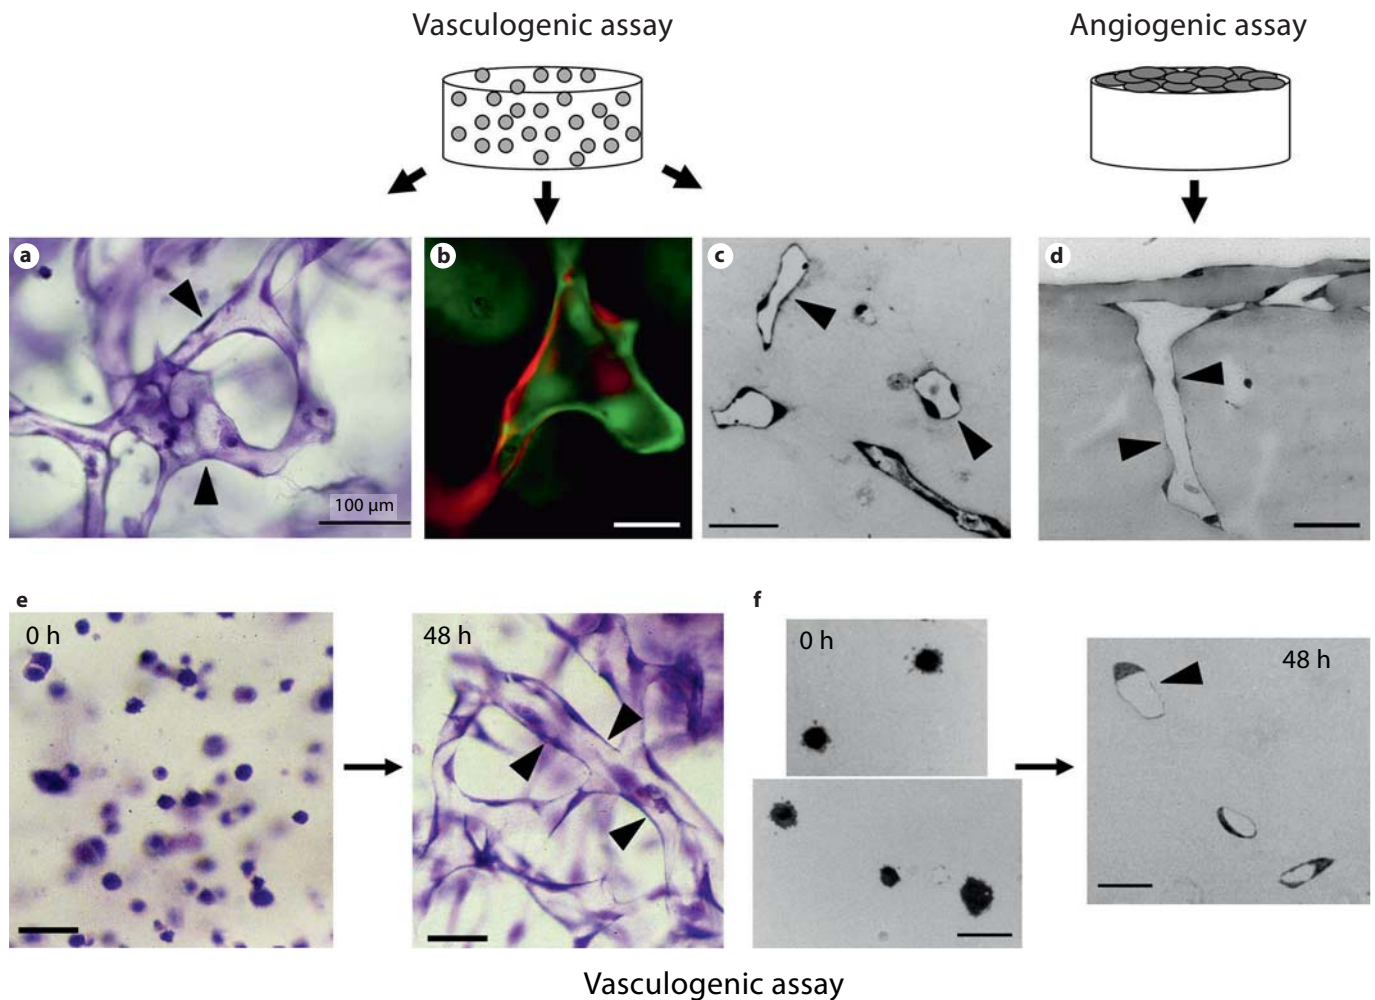 Vasculogenic assay
Angiogenic assay
a
b
c
d
100 µm
e
0 h
48 h
f
0 h
48 h
Vasculogenic assay